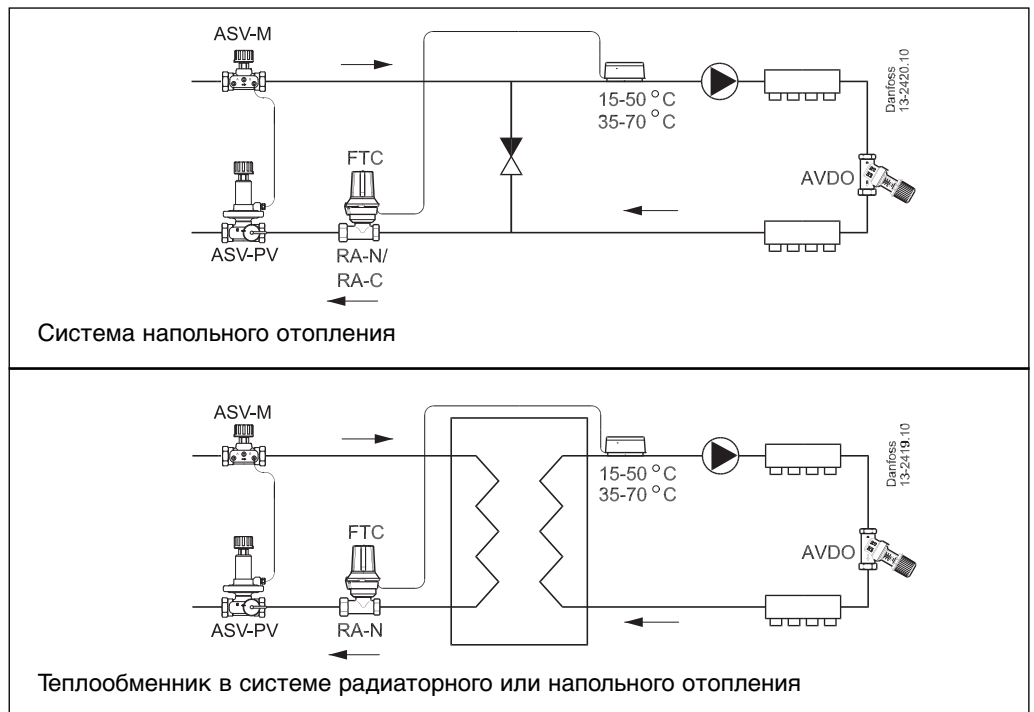 ASV-M
15-50 °C
35-70 °C
Danfoss
13-2420.10
FTC
AVDO
ASV-PV
RA-N/
RA-C
Система напольного отопления
ASV-M
15-50 °C
35-70 °C
Danfoss
13-2419.10
FTC
AVDO
ASV-PV
RA-N
Теплообменник в системе радиаторного или напольного отопления